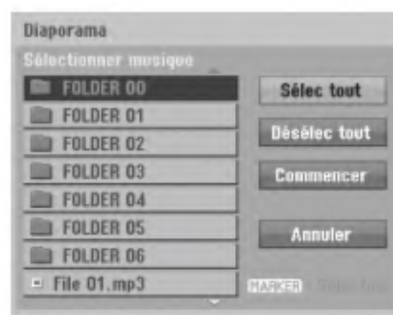 Diaporama
Sélectionner musique
FOLDER 00
Sélec tout
FOLDER 01
Désélec tout
FOLDER 02
FOLDER 03
Commencer
FOLDER 04
FOLDER 05
Annuler
FOLDER 06
File 01.mp3
MARKER